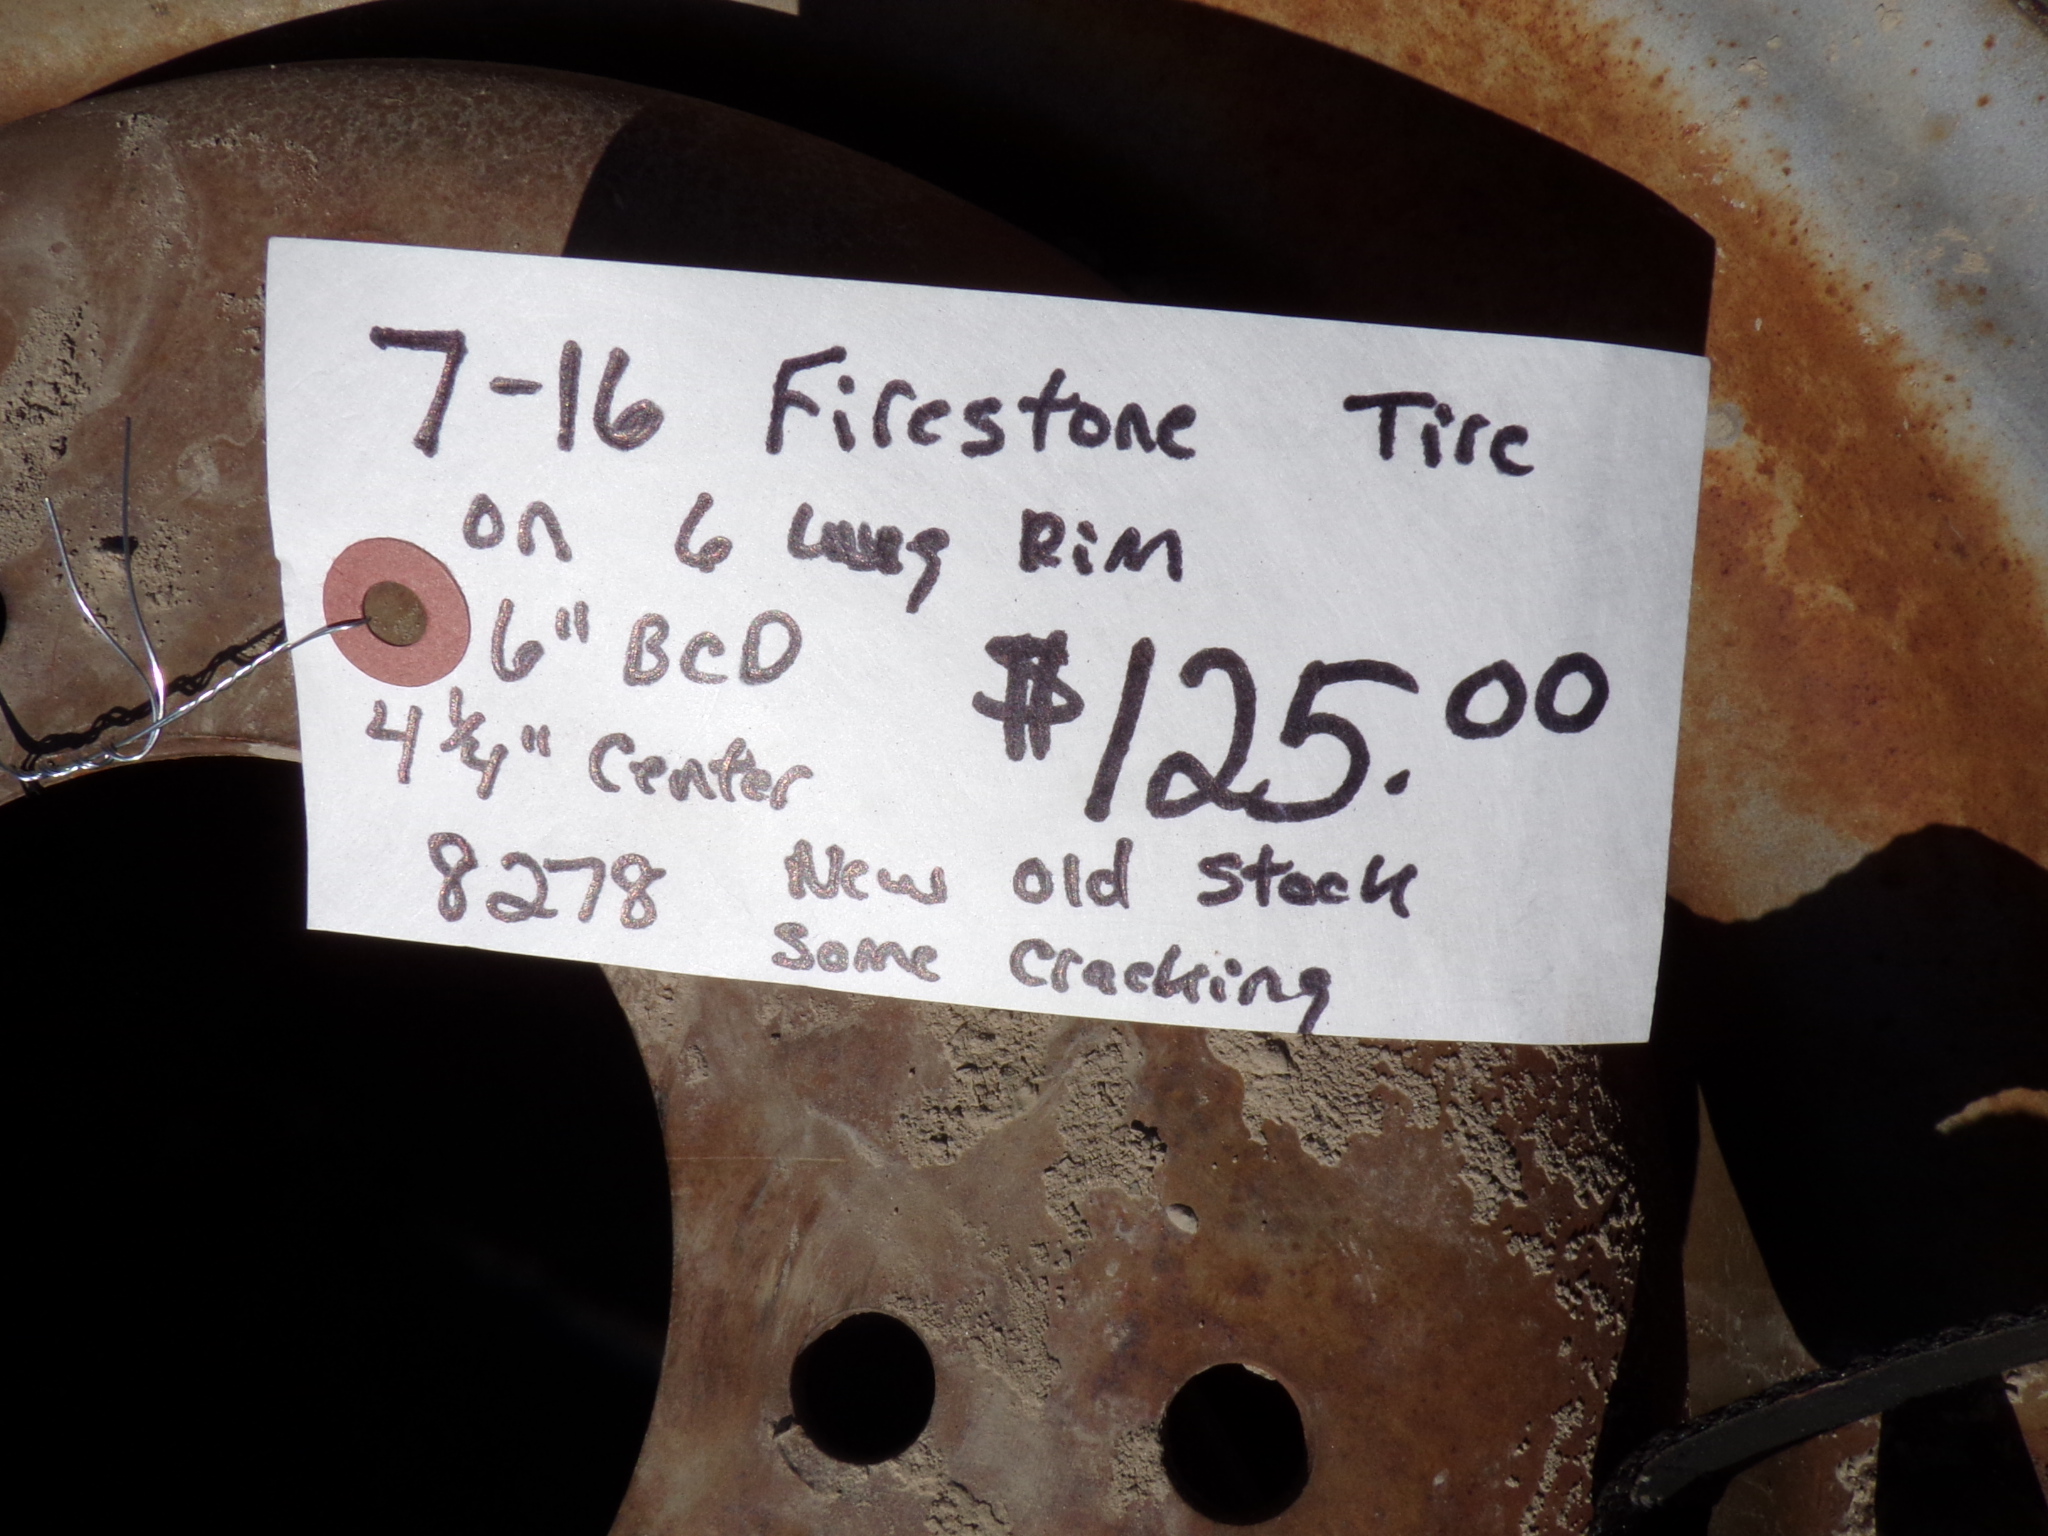 7-16 Firestone Tire
on 6 Lug Rim
6" BCD
$125.00
4 1/4" Center
8278 New old stock
Some Cracking